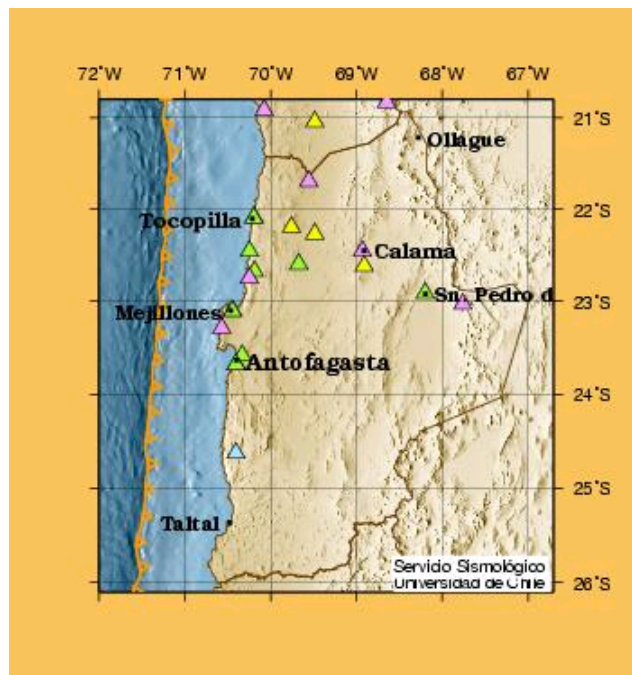 72°W 71°W 70°W 69°W 68°W 67°W
21°S
Ollague
22°S
Tocopilla
Calama
Sn. Pedro d
23°S
Mejillones
Antofagasta
24°S
25°S
Taltal
Servicio Sismológico
Universidad de Chile
26°S